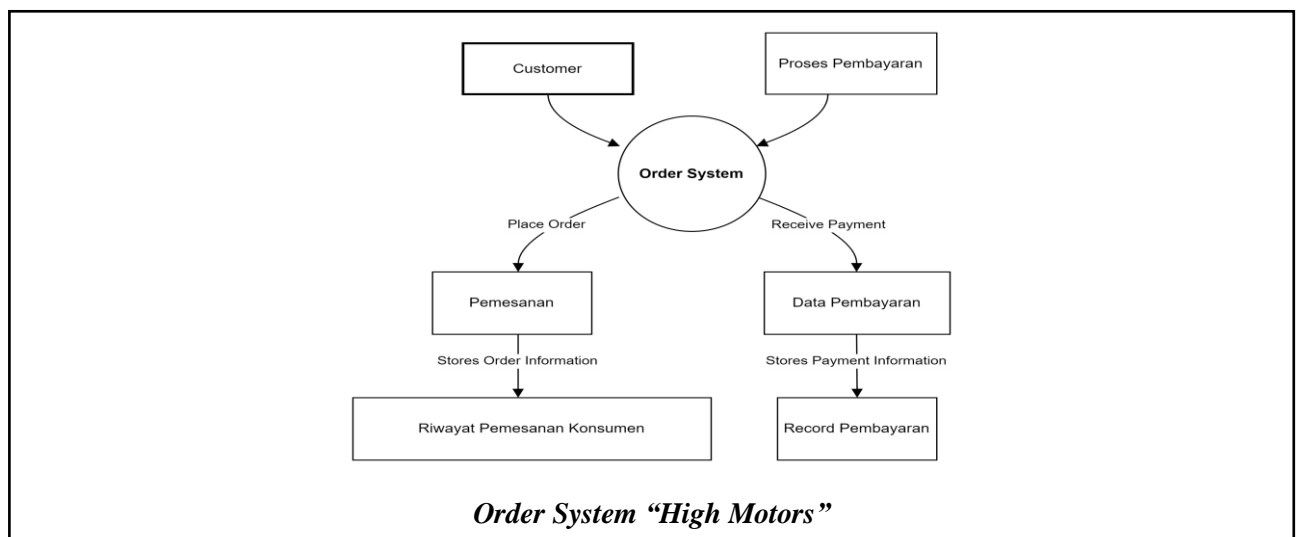 Customer
Proses Pembayaran
Order System
Place Order
Receive Payment
Pemesanan
Data Pembayaran
Stores Order Information
Stores Payment Information
Riwayat Pemesanan Konsumen
Record Pembayaran
Order System “High Motors”